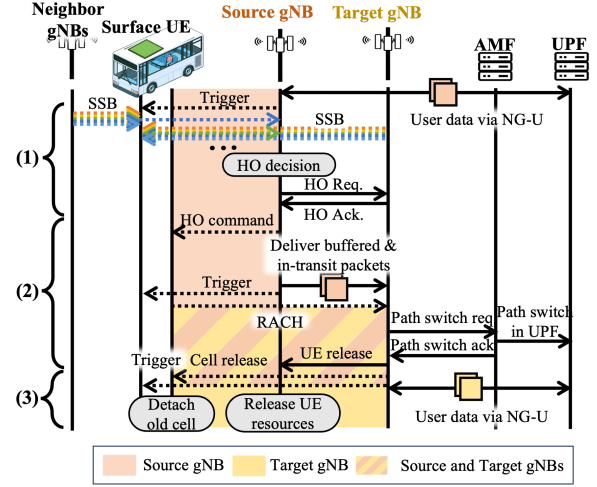 Neighbor
gNBs
Surface UE
Source gNB
Target gNB
AMF
UPF
SSB
Trigger
User data via NG-U
SSB
(1)
HO decision
HO Req.
HO Ack.
HO command
Deliver buffered &
in-transit packets
(2)
Trigger
RACH
Path switch req
Path switch
in UPF
Path switch ack
Trigger
Cell release
UE release
(3)
Detach
old cell
Release UE
resources
User data via NG-U
Source gNB
Target gNB
Source and Target gNBs